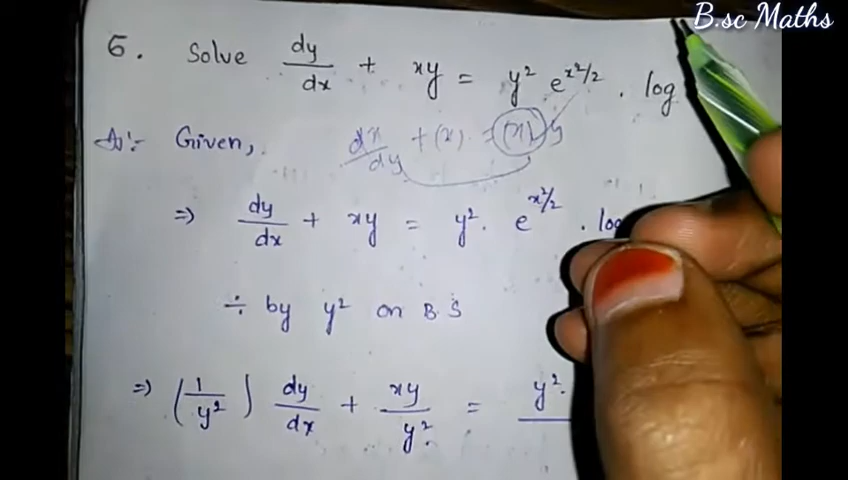 B.sc Maths
6. Solve dy/dx + xy = y² e^(x²/2) . log
Ans:- Given, dx/dy + (x) = (x) y
⇒ dy/dx + xy = y² . e^(x²/2) . log
÷ by y² on B.S
⇒ (1/y²) dy/dx + xy/y² = y².